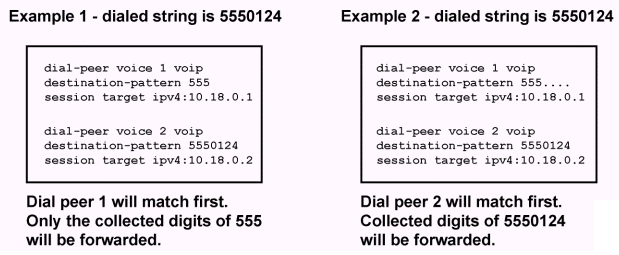 Example 1 - dialed string is 5550124
dial-peer voice 1 voip
destination-pattern 555
session target ipv4:10.18.0.1
dial-peer voice 2 voip
destination-pattern 5550124
session target ipv4:10.18.0.2
Dial peer 1 will match first.
Only the collected digits of 555
will be forwarded.
Example 2 - dialed string is 5550124
dial-peer voice 1 voip
destination-pattern 555....
session target ipv4:10.18.0.1
dial-peer voice 2 voip
destination-pattern 5550124
session target ipv4:10.18.0.2
Dial peer 2 will match first.
Collected digits of 5550124
will be forwarded.